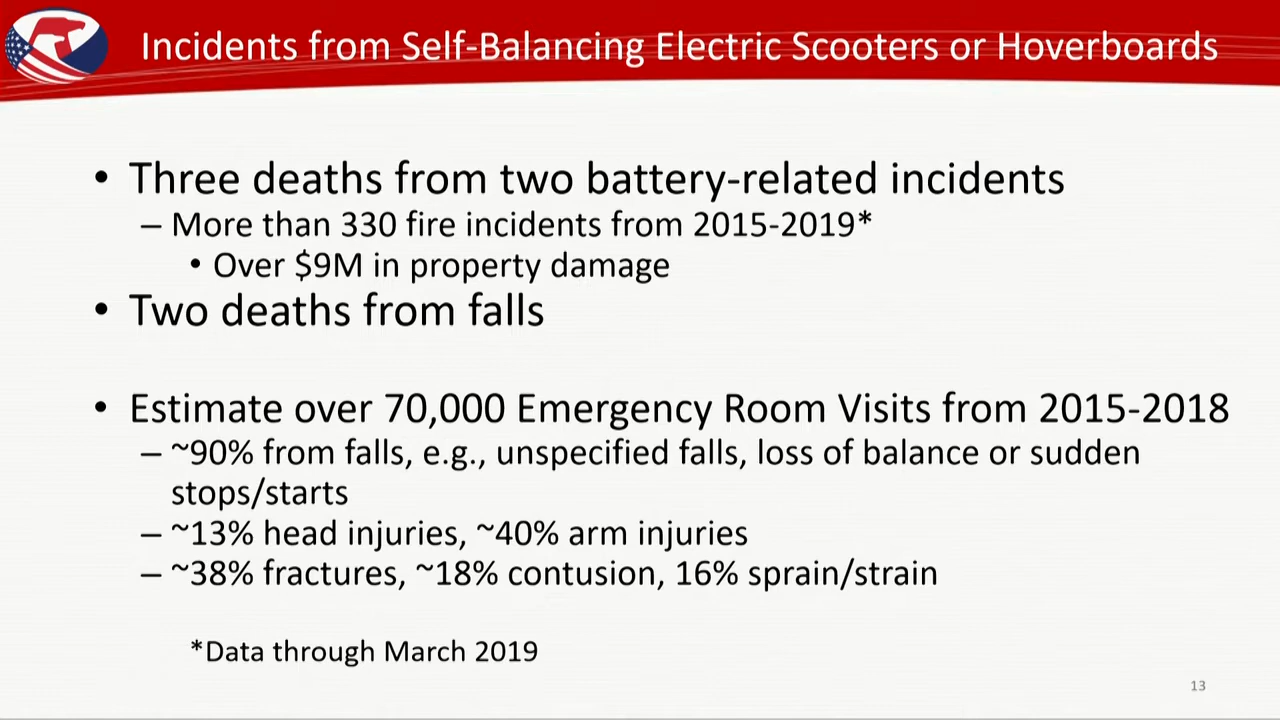 Incidents from Self-Balancing Electric Scooters or Hoverboards
• Three deaths from two battery-related incidents
– More than 330 fire incidents from 2015-2019*
• Over $9M in property damage
• Two deaths from falls
• Estimate over 70,000 Emergency Room Visits from 2015-2018
– ~90% from falls, e.g., unspecified falls, loss of balance or sudden
stops/starts
– ~13% head injuries, ~40% arm injuries
– ~38% fractures, ~18% contusion, 16% sprain/strain
*Data through March 2019
13